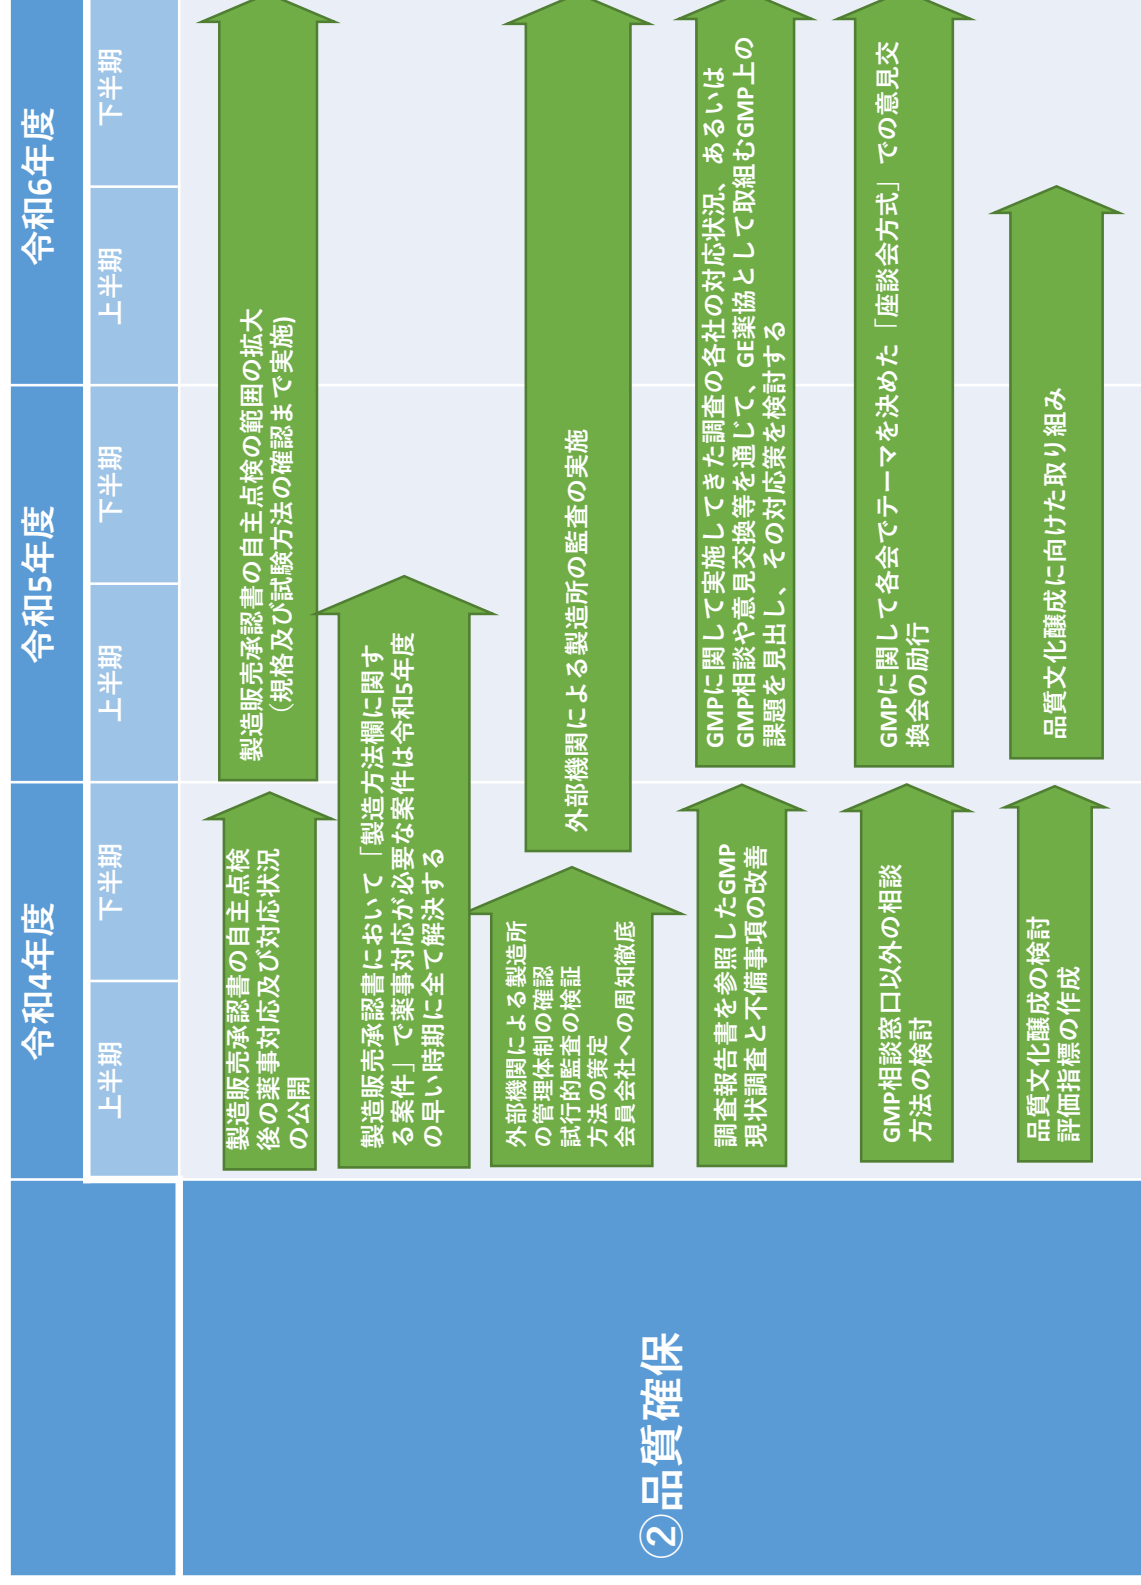 令和4年度
令和5年度
令和6年度
上半期
下半期
上半期
下半期
上半期
下半期
②品質確保
製造販売承認書の自主点検
後の薬事対応及び対応状況
の公開
製造販売承認書の自主点検の範囲の拡大
（規格及び試験方法の確認まで実施)
製造販売承認書において「製造方法欄に関す
る案件」で薬事対応が必要な案件は令和5年度
の早い時期に全て解決する
外部機関による製造所
の管理体制の確認
試行的監査の検証
方法の策定
会員会社への周知徹底
外部機関による製造所の監査の実施
調査報告書を参照したGMP
現状調査と不備事項の改善
GMPに関して実施してきた調査の各社の対応状況、あるいは
GMP相談や意見交換等を通じて、GE薬協として取組むGMP上の
課題を見出し、その対応策を検討する
GMP相談窓口以外の相談
方法の検討
GMPに関して各会でテーマを決めた「座談会方式」での意見交
換会の励行
品質文化醸成の検討
評価指標の作成
品質文化醸成に向けた取り組み